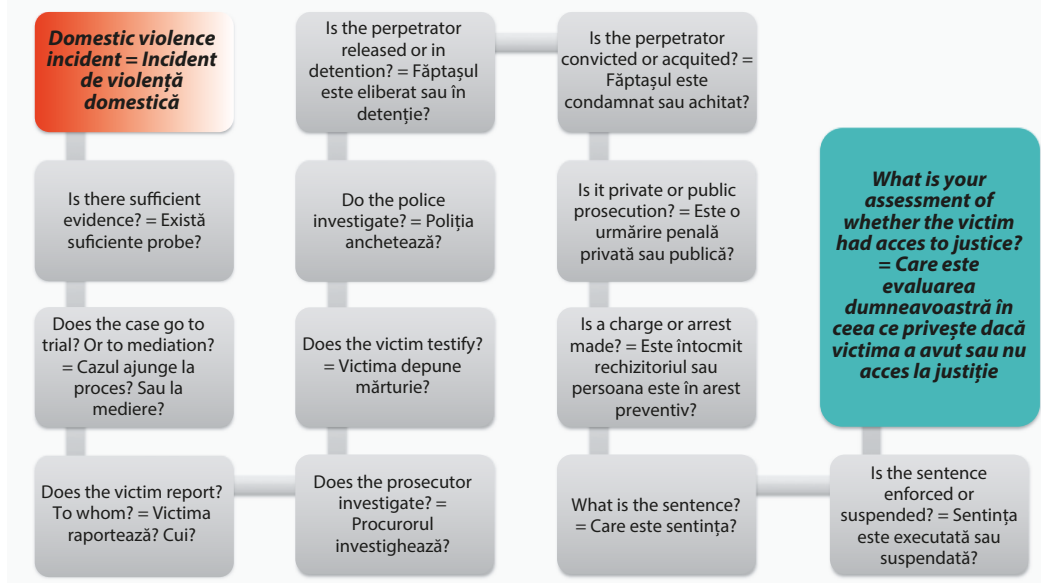 Domestic violence
incident = Incident
de violență
domestică
Is there sufficient
evidence? = Există
suficiente probe?
Does the case go to
trial? Or to mediation?
= Cazul ajunge la
proces? Sau la
mediere?
Does the victim report?
To whom? = Victima
raportează? Cui?
Does the prosecutor
investigate? =
Procurorul
investighează?
Does the victim testify?
= Victima depune
mărturie?
Do the police
investigate? = Poliția
anchetează?
Is the perpetrator
released or in
detention? = Făptașul
este eliberat sau în
detenție?
Is the perpetrator
convicted or acquited? =
Făptașul este
condamnat sau achitat?
Is it private or public
prosecution? = Este o
urmărire penală
privată sau publică?
Is a charge or arrest
made? = Este întocmit
rechizitoriul sau
persoana este în arest
preventiv?
What is the sentence?
= Care este sentința?
Is the sentence
enforced or
suspended? = Sentința
este executată sau
suspendată?
What is your
assessment of
whether the victim
had acces to justice?
= Care este
evaluarea
dumneavoastră în
ceea ce privește dacă
victima a avut sau nu
acces la justiție